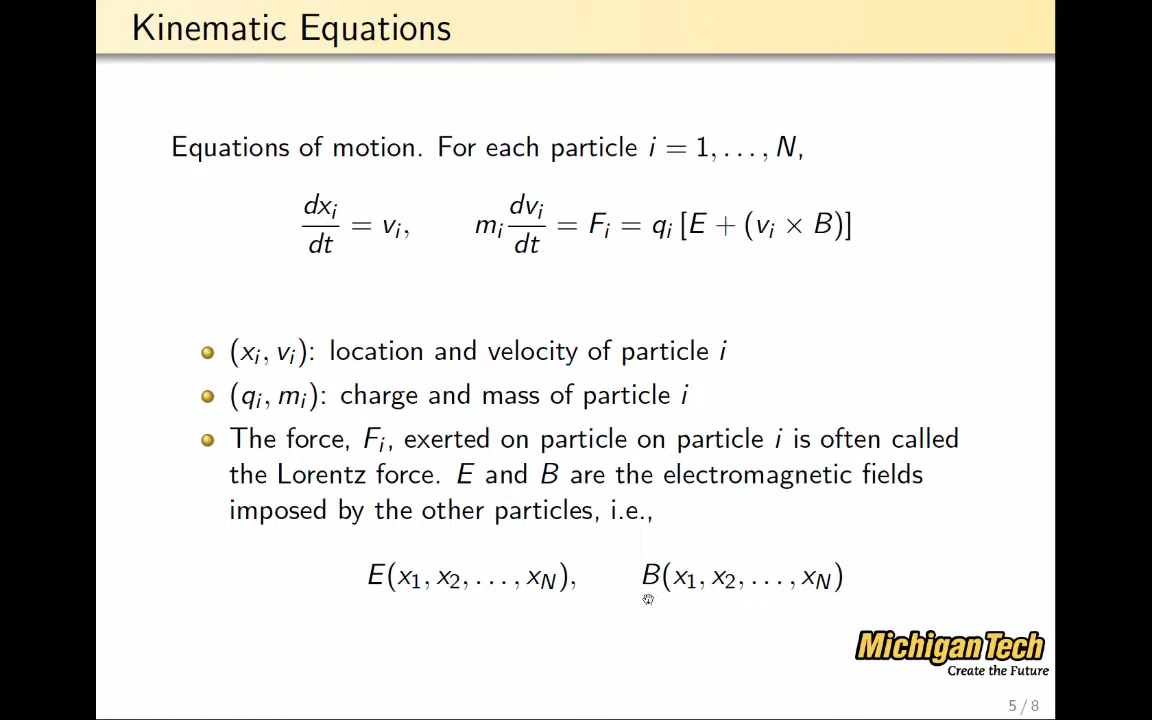 Kinematic Equations
Equations of motion. For each particle i = 1, . . . , N,
dx_i/dt = v_i,    m_i dv_i/dt = F_i = q_i [E + (v_i × B)]
(x_i, v_i): location and velocity of particle i
(q_i, m_i): charge and mass of particle i
The force, F_i, exerted on particle on particle i is often called
the Lorentz force. E and B are the electromagnetic fields
imposed by the other particles, i.e.,
E(x_1, x_2, . . . , x_N),    B(x_1, x_2, . . . , x_N)
Michigan Tech
Create the Future
5 / 8